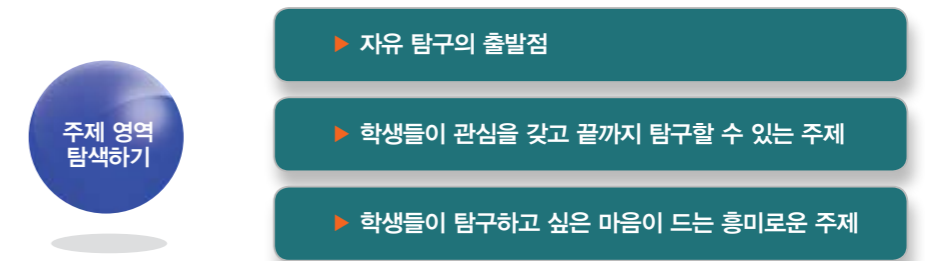 주제 영역
탐색하기
▶ 자유 탐구의 출발점
▶ 학생들이 관심을 갖고 끝까지 탐구할 수 있는 주제
▶ 학생들이 탐구하고 싶은 마음이 드는 흥미로운 주제